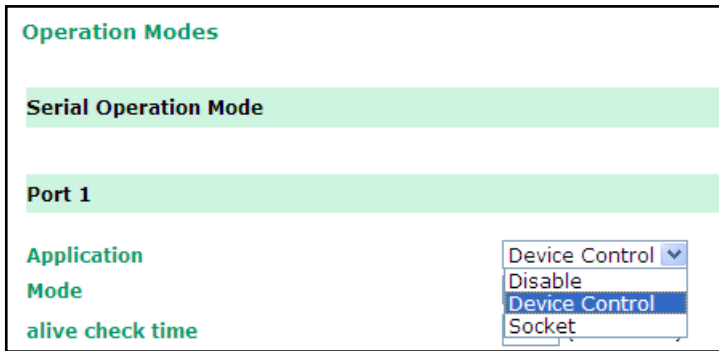 Operation Modes
Serial Operation Mode
Port 1
Application Device Control
Mode Disable
Device Control
alive check time Socket